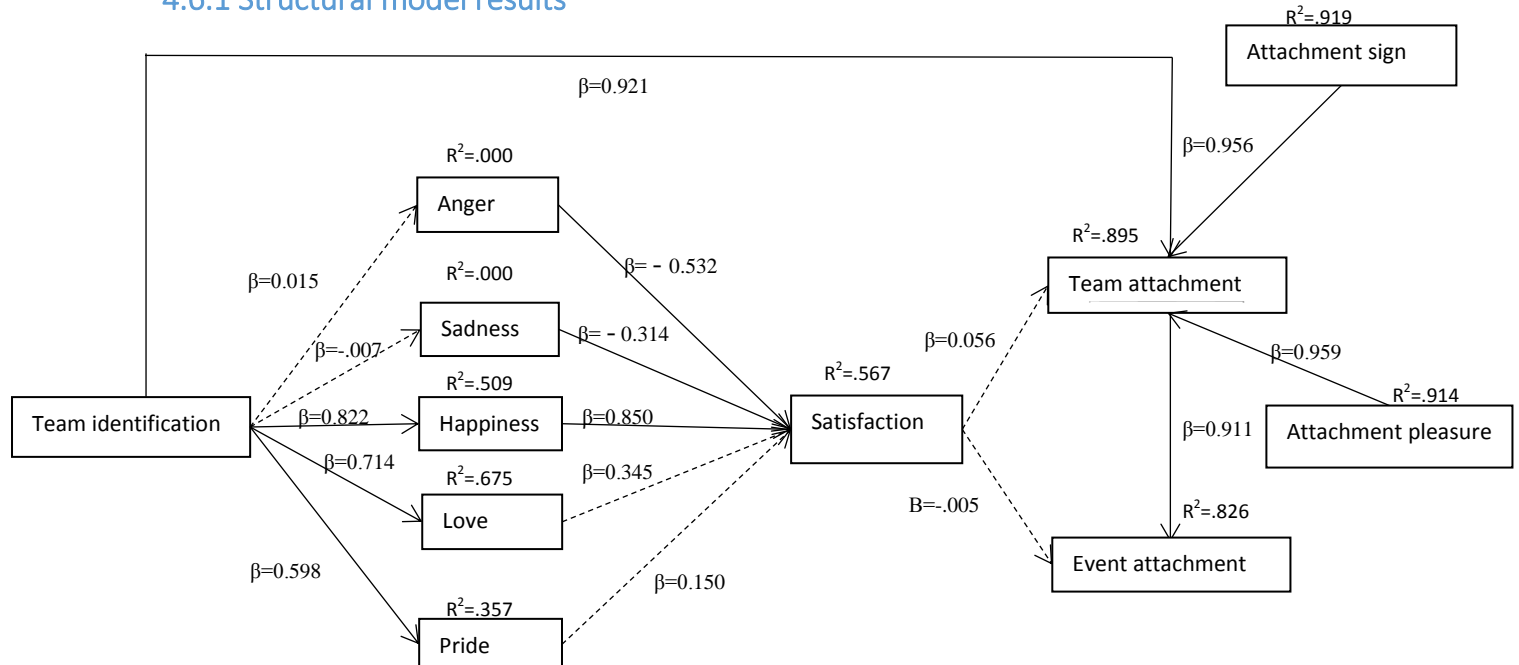 4.6.1 Structural model results
R²=.919
Attachment sign
β=0.921
β=0.956
R²=.000
Anger
R²=.895
β= - 0.532
Team attachment
R²=.000
β=0.015
Sadness
β=-.007
β= - 0.314
β=0.056
β=0.959
R²=.509
R²=.567
R²=.914
Team identification
β=0.822
Happiness
β=0.850
Satisfaction
β=0.911
Attachment pleasure
β=0.714
R²=.675
β=0.345
Love
B=-.005
R²=.826
β=0.598
β=0.150
Event attachment
R²=.357
Pride